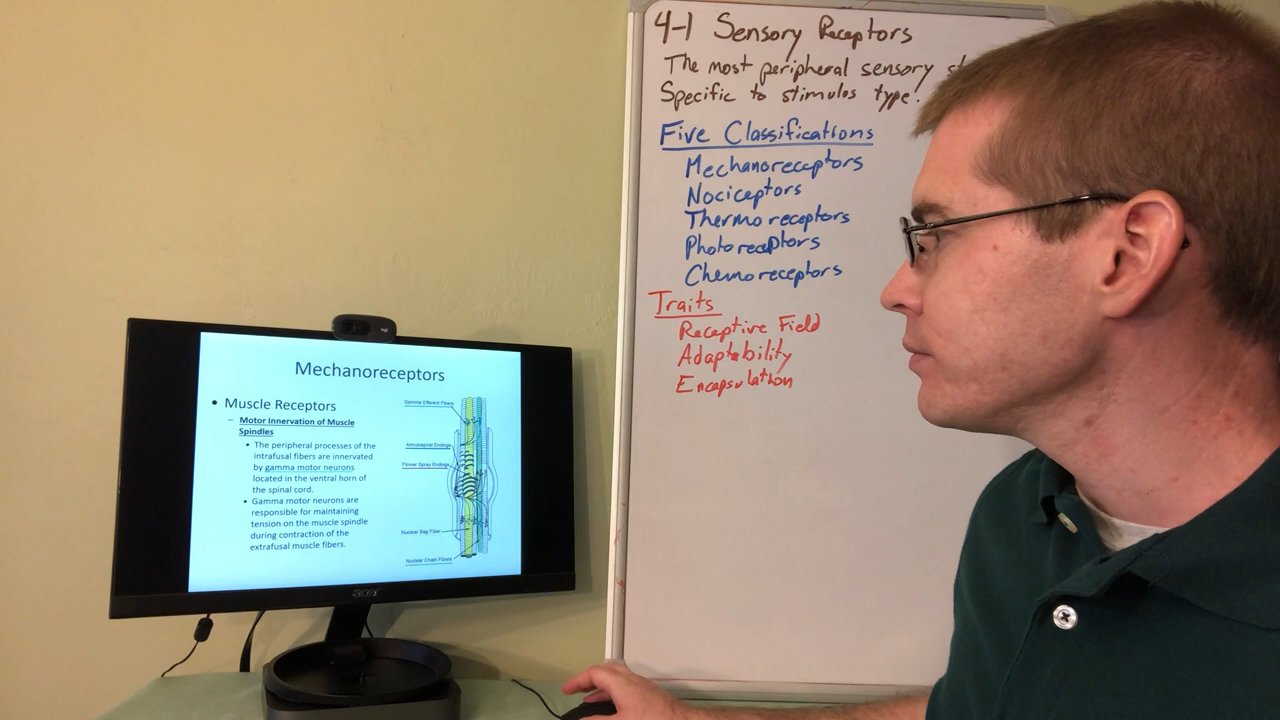 4-1 Sensory Receptors
The most peripheral sensory
Specific to stimulus type.
Five Classifications
Mechanoreceptors
Nociceptors
Thermoreceptors
Photoreceptors
Chemoreceptors
Traits
Receptive Field
Adaptability
Encapsulation
Mechanoreceptors
• Muscle Receptors
– Motor Innervation of Muscle
Spindles
• The peripheral processes of the
intrafusal fibers are innervated
by gamma motor neurons
located in the ventral horn of
the spinal cord.
• Gamma motor neurons are
responsible for maintaining
tension on the muscle spindle
during contraction of the
extrafusal muscle fibers.
Gamma Efferent Fibers
Annulospiral Endings
Flower Spray Endings
Nuclear Bag Fiber
Nuclear Chain Fibers
acer